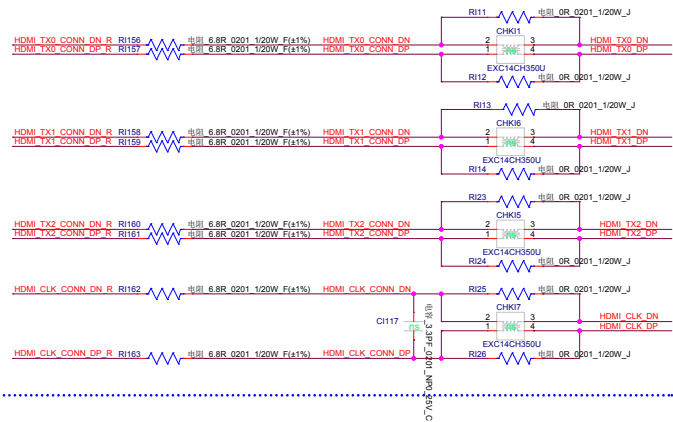 RI11 电阻_0R_0201_1/20W_J
CHKI1
HDMI_TX0_CONN_DN_R RI156 电阻_6.8R_0201_1/20W_F(±1%) HDMI_TX0_CONN_DN 2 3 HDMI_TX0_DN
HDMI_TX0_CONN_DP_R RI157 电阻_6.8R_0201_1/20W_F(±1%) HDMI_TX0_CONN_DP 1 ns 4 HDMI_TX0_DP
EXC14CH350U
RI12 电阻_0R_0201_1/20W_J
RI13 电阻_0R_0201_1/20W_J
CHKI6
HDMI_TX1_CONN_DN_R RI158 电阻_6.8R_0201_1/20W_F(±1%) HDMI_TX1_CONN_DN 2 3 HDMI_TX1_DN
HDMI_TX1_CONN_DP_R RI159 电阻_6.8R_0201_1/20W_F(±1%) HDMI_TX1_CONN_DP 1 ns 4 HDMI_TX1_DP
EXC14CH350U
RI14 电阻_0R_0201_1/20W_J
RI23 电阻_0R_0201_1/20W_J
CHKI5
HDMI_TX2_CONN_DN_R RI160 电阻_6.8R_0201_1/20W_F(±1%) HDMI_TX2_CONN_DN 2 3 HDMI_TX2_DN
HDMI_TX2_CONN_DP_R RI161 电阻_6.8R_0201_1/20W_F(±1%) HDMI_TX2_CONN_DP 1 ns 4 HDMI_TX2_DP
EXC14CH350U
RI24 电阻_0R_0201_1/20W_J
HDMI_CLK_CONN_DN_R RI162 电阻_6.8R_0201_1/20W_F(±1%) HDMI_CLK_CONN_DN RI25 电阻_0R_0201_1/20W_J
CHKI7
2 3 HDMI_CLK_DN
CI117 ns 1 ns 4 HDMI_CLK_DP
电容_3.3PF_0201_NP0_25V_C
EXC14CH350U
HDMI_CLK_CONN_DP_R RI163 电阻_6.8R_0201_1/20W_F(±1%) HDMI_CLK_CONN_DP RI26 电阻_0R_0201_1/20W_J